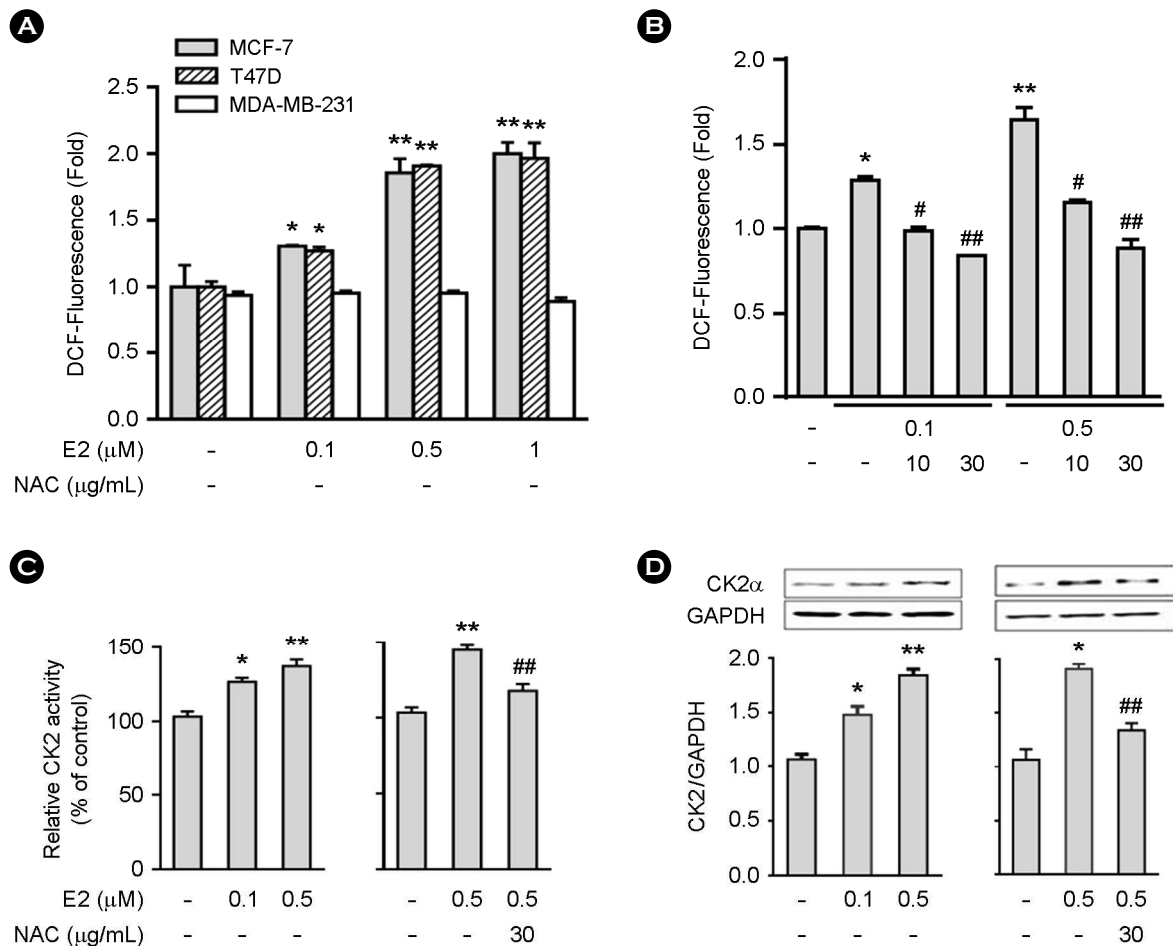 A
MCF-7
T47D
MDA-MB-231
DCF-Fluorescence (Fold)
2.5
2.0
1.5
1.0
0.5
0.0
* *
** **
** **
E2 (μM) - 0.1 0.5 1
NAC (μg/mL) - - - -
B
DCF-Fluorescence (Fold)
2.0
1.5
1.0
0.5
0.0
* # ## ** # ##
- 0.1 0.5
- - 10 30 - 10 30
C
Relative CK2 activity
(% of control)
150
100
50
0
* **
** ##
E2 (μM) - 0.1 0.5 - 0.5 0.5
NAC (μg/mL) - - - - - 30
D
CK2α
GAPDH
CK2/GAPDH
2.0
1.5
1.0
0.5
0.0
* **
* ##
- 0.1 0.5 - 0.5 0.5
- - - - - 30